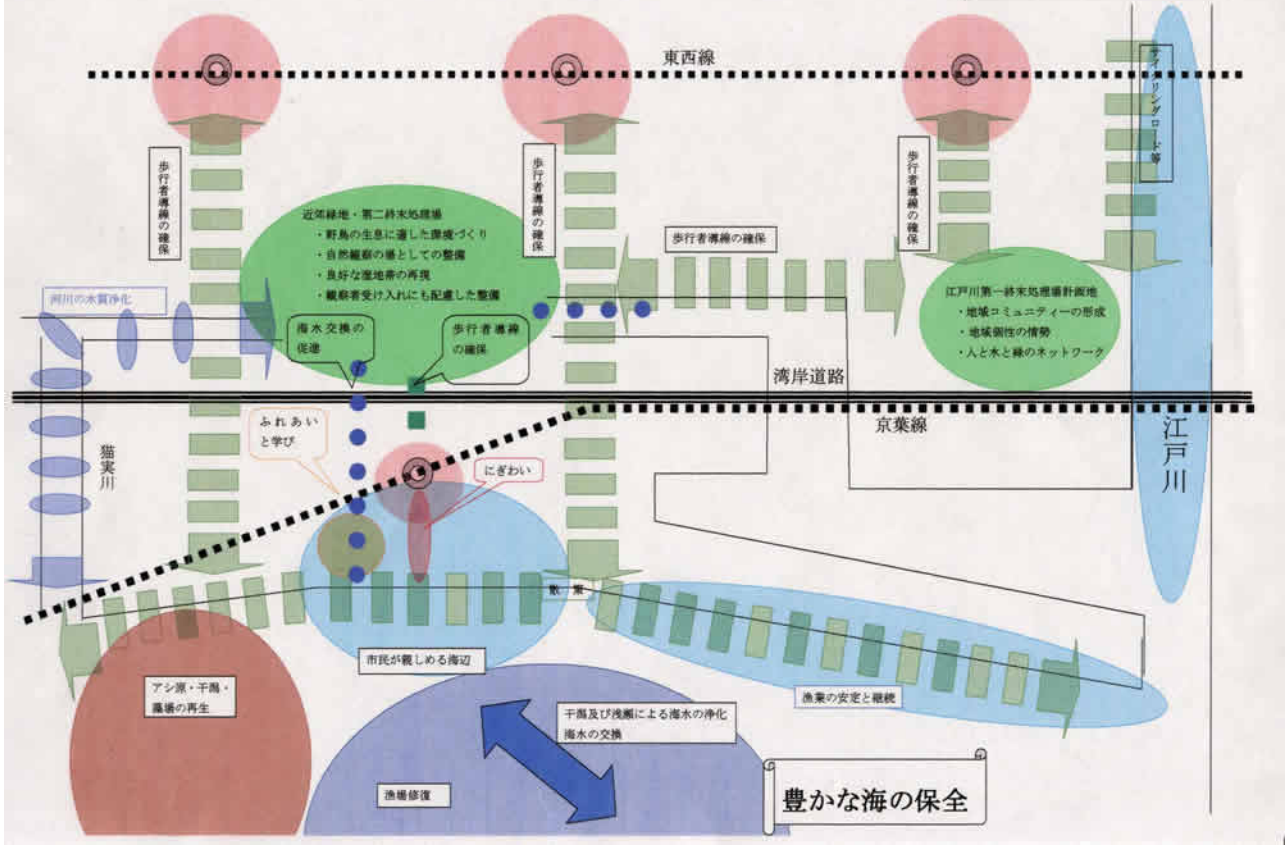 東西線
サイクリングロード等
歩行者導線の確保
歩行者導線の確保
歩行者導線の確保
近郊緑地・第二終末処理場
・野鳥の生息に適した環境づくり
・自然観察の場としての整備
・良好な湿地帯の再現
・観察者受け入れにも配慮した整備
歩行者導線の確保
河川の水質浄化
江戸川第一終末処理場計画地
・地域コミュニティーの形成
・地域個性の情勢
・人と水と緑のネットワーク
海水交換の
促進
歩行者導線
の確保
湾岸道路
京葉線
江戸川
ふれあい
と学び
猫実川
にぎわい
散策
市民が親しめる海辺
アシ原・干潟・
藻場の再生
漁業の安定と継続
干潟及び浅瀬による海水の浄化
海水の交換
漁場修復
豊かな海の保全